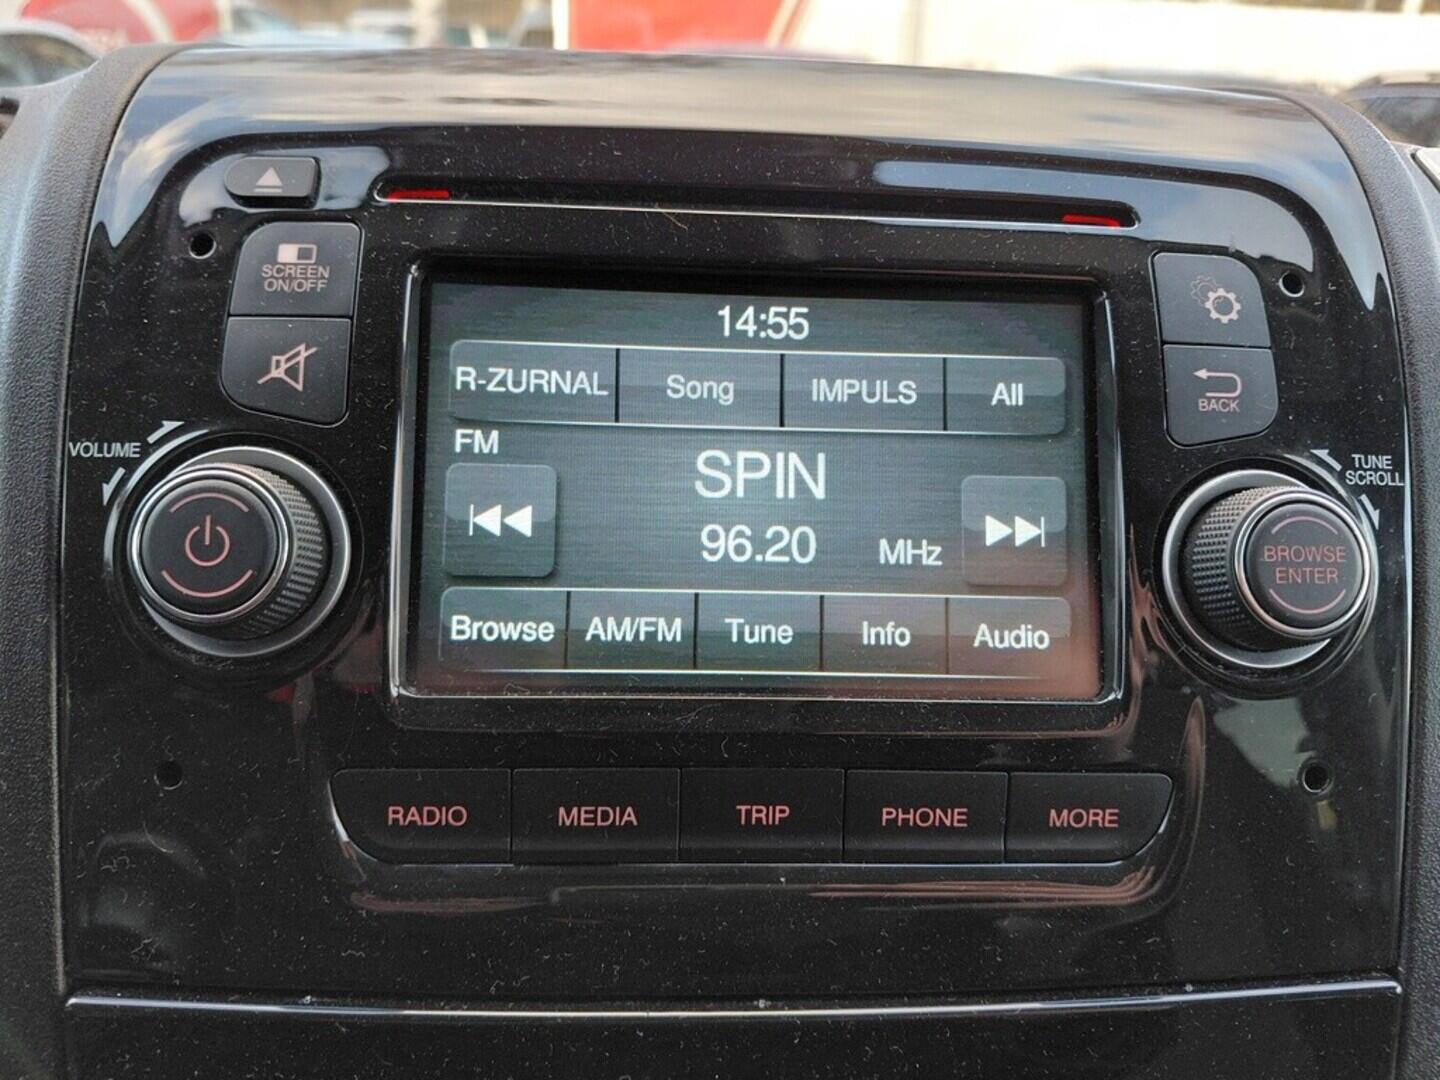 SCREEN
ON/OFF
VOLUME
14:55
R-ZURNAL Song IMPULS All
FM
SPIN
96.20 MHz
Browse AM/FM Tune Info Audio
BACK
TUNE
SCROLL
BROWSE
ENTER
RADIO MEDIA TRIP PHONE MORE